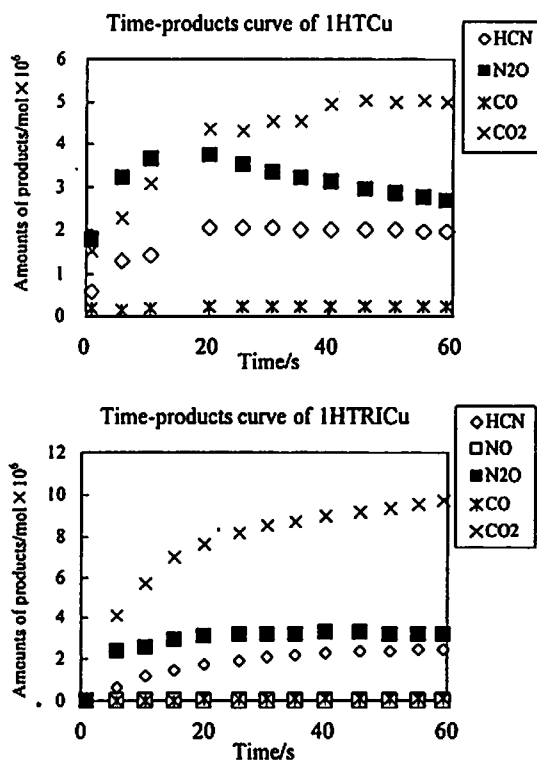 Time-products curve of 1HTCu
HCN
N2O
CO
CO2
Amounts of products/mol×10⁶
6
5
4
3
2
1
0
0 20 40 60
Time/s
Time-products curve of 1HTRICu
HCN
NO
N2O
CO
CO2
Amounts of products/mol×10⁶
12
10
8
6
4
2
0
0 20 40 60
Time/s